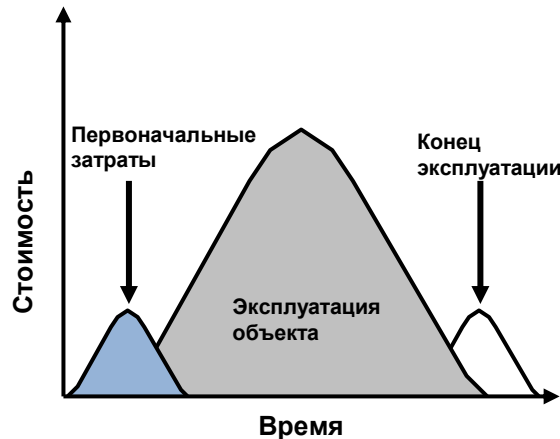 Первоначальные
затраты
Конец
эксплуатации
Стоимость
Эксплуатация
объекта
Время